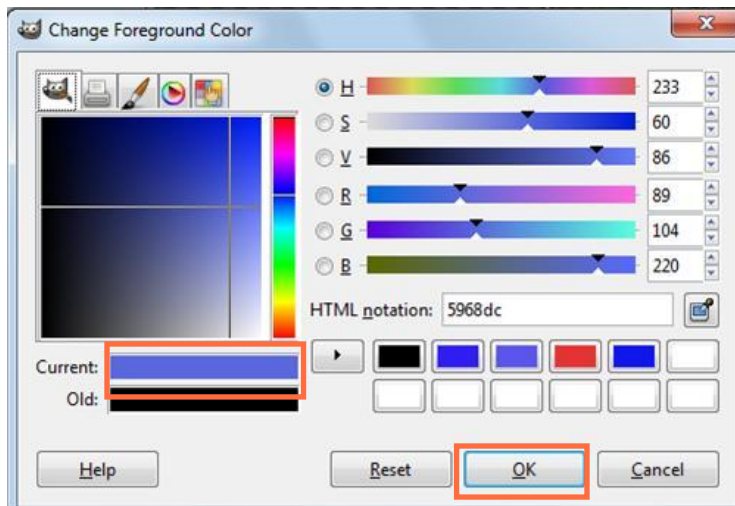 Change Foreground Color
H 233
S 60
V 86
R 89
G 104
B 220
HTML notation: 5968dc
Current:
Old:
Help Reset OK Cancel